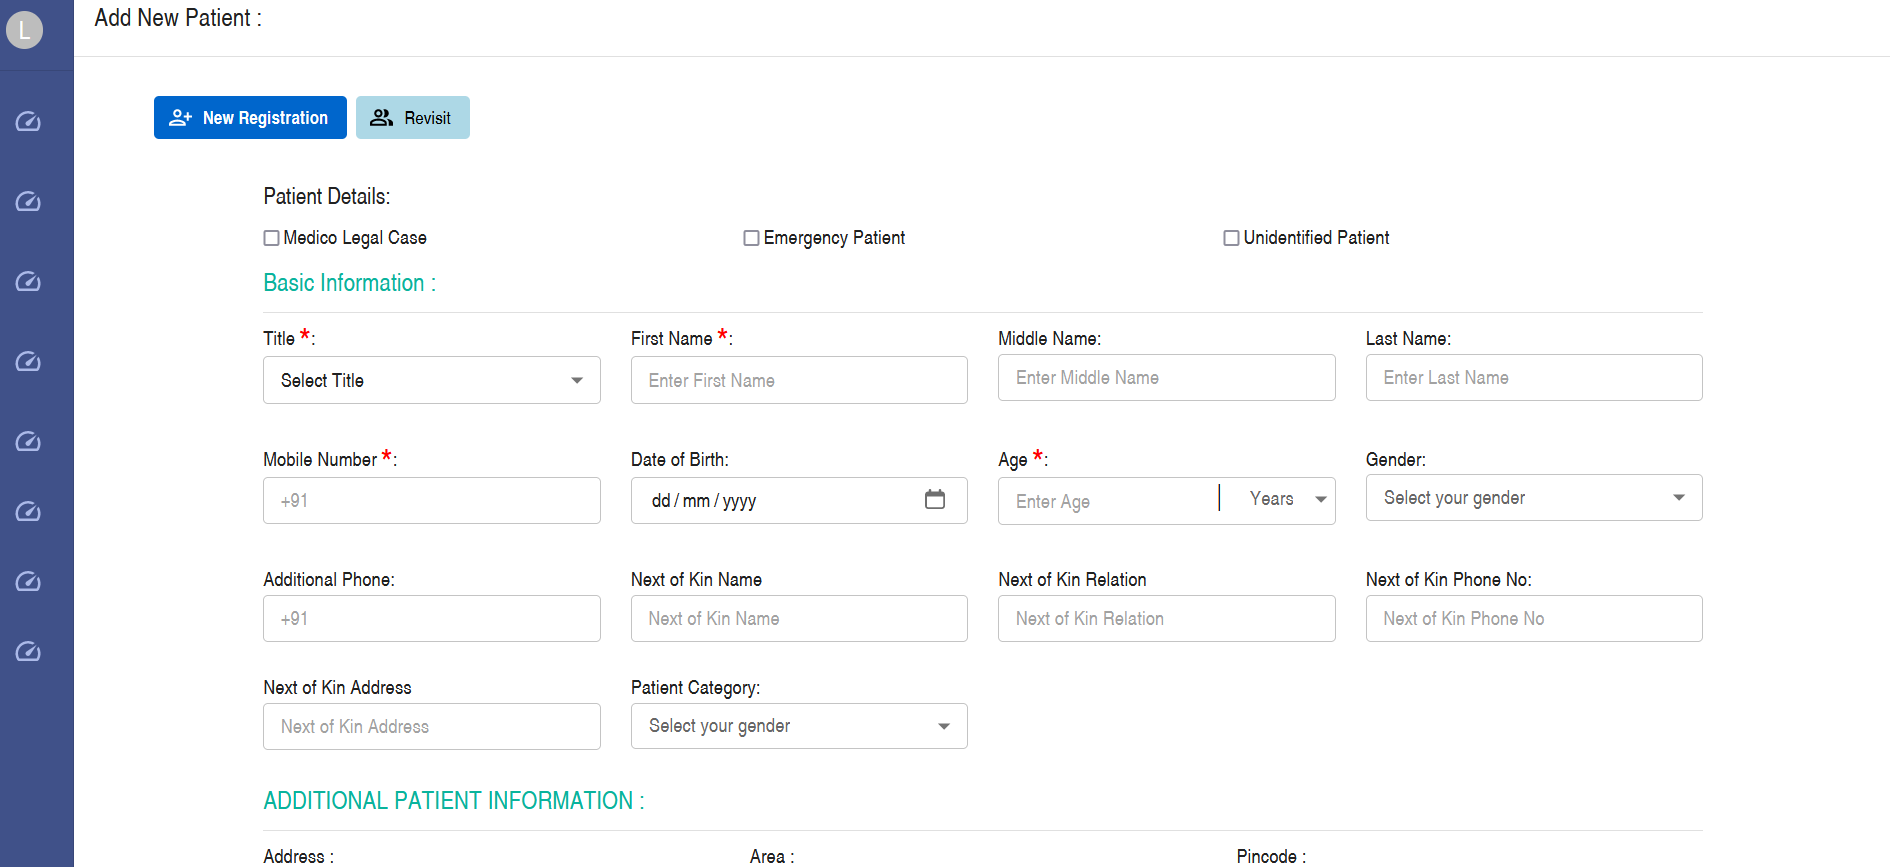 L
Add New Patient :
New Registration
Revisit
Patient Details:
Medico Legal Case
Emergency Patient
Unidentified Patient
Basic Information :
Title *:
First Name *:
Middle Name:
Last Name:
Select Title
Enter First Name
Enter Middle Name
Enter Last Name
Mobile Number *:
Date of Birth:
Age *:
Gender:
+91
dd / mm / yyyy
Enter Age
Years
Select your gender
Additional Phone:
Next of Kin Name
Next of Kin Relation
Next of Kin Phone No:
+91
Next of Kin Name
Next of Kin Relation
Next of Kin Phone No
Next of Kin Address
Patient Category:
Next of Kin Address
Select your gender
ADDITIONAL PATIENT INFORMATION :
Address :
Area :
Pincode :